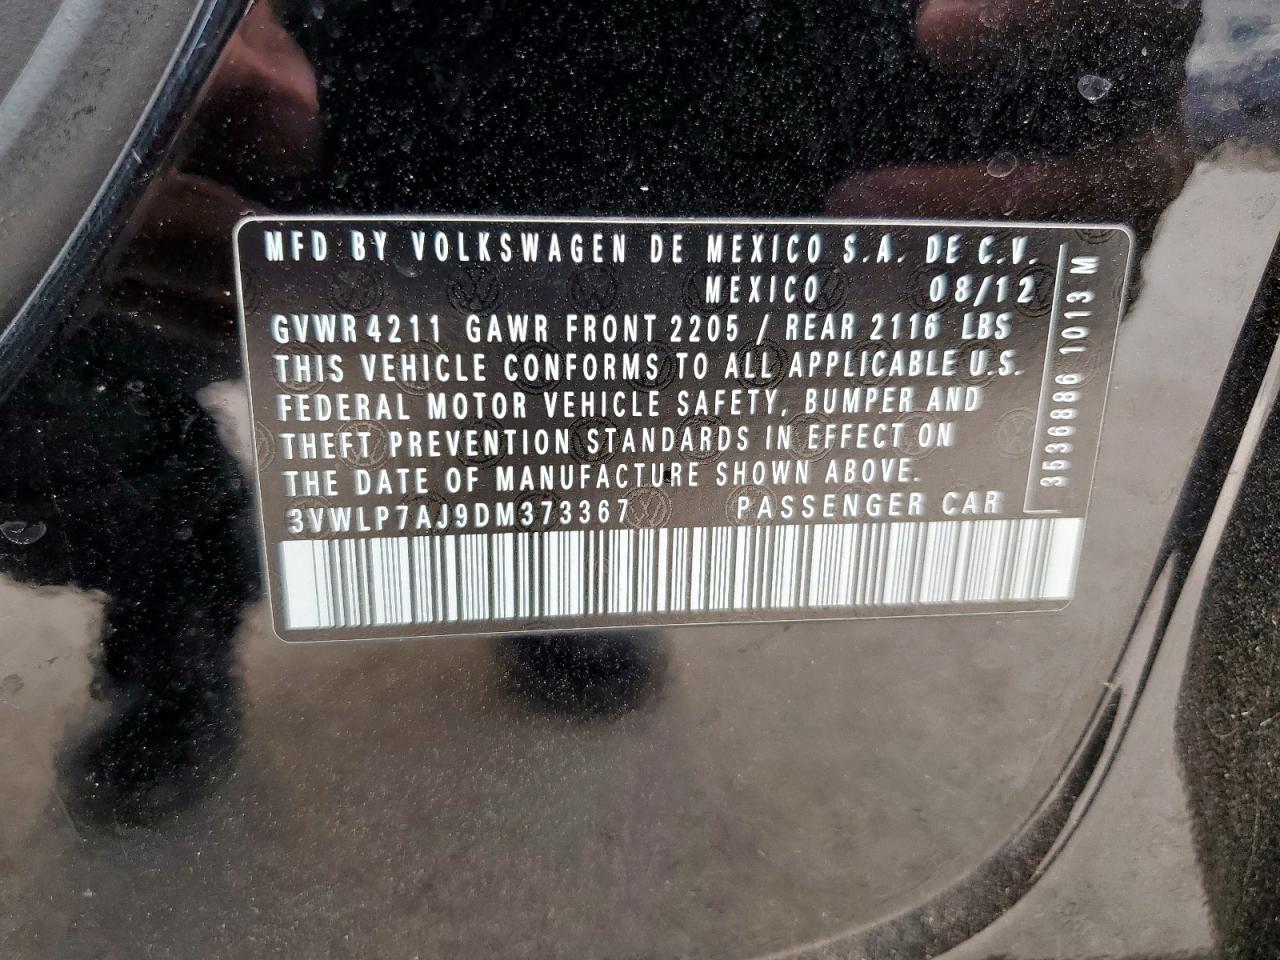 MFD BY VOLKSWAGEN DE MEXICO S.A. DE C.V.
MEXICO 08/12
GVWR 4211 GAWR FRONT 2205 / REAR 2116 LBS
THIS VEHICLE CONFORMS TO ALL APPLICABLE U.S.
FEDERAL MOTOR VEHICLE SAFETY, BUMPER AND
THEFT PREVENTION STANDARDS IN EFFECT ON
THE DATE OF MANUFACTURE SHOWN ABOVE.
3VWLP7AJ9DM373367 PASSENGER CAR
3536886 1013 M